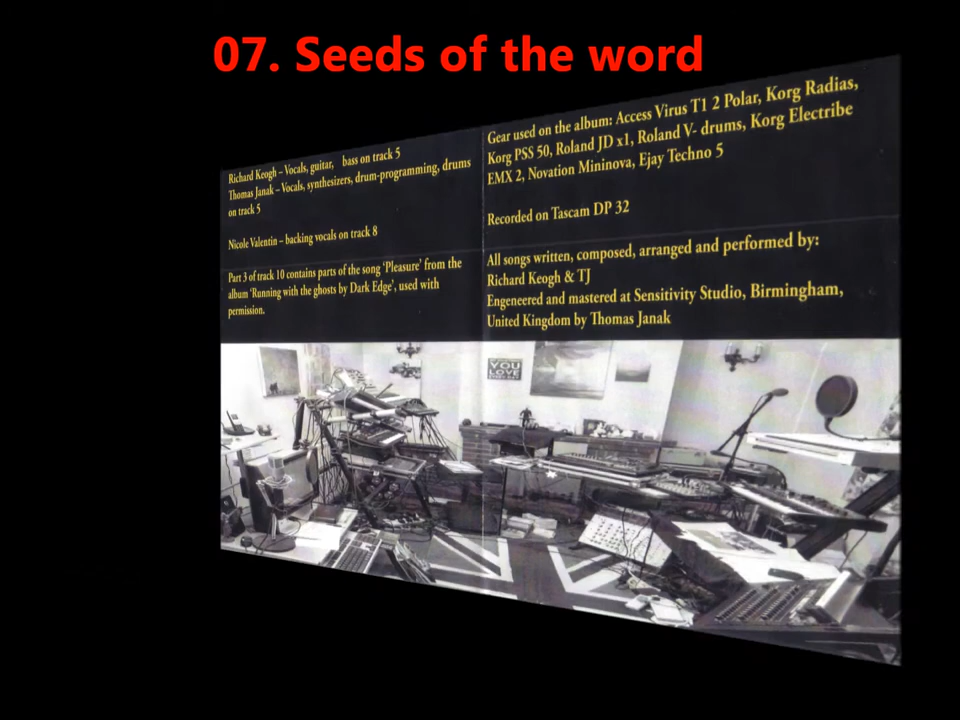 07. Seeds of the word
Richard Keogh – Vocals, guitar, bass on track 5
Thomas Janak – Vocals, synthesizers, drum-programming, drums
on track 5
Nicole Valentin – backing vocals on track 8
Part 3 of track 10 contains parts of the song ‘Pleasure’ from the
album ‘Running with the ghosts by Dark Edge’, used with
permission.
Gear used on the album: Access Virus T1 2 Polar, Korg Radias,
Korg PSS 50, Roland JD x1, Roland V- drums, Korg Electribe
EMX 2, Novation Mininova, Ejay Techno 5
Recorded on Tascam DP 32
All songs written, composed, arranged and performed by:
Richard Keogh & TJ
Engeneered and mastered at Sensitivity Studio, Birmingham,
United Kingdom by Thomas Janak
YOU
LOVE